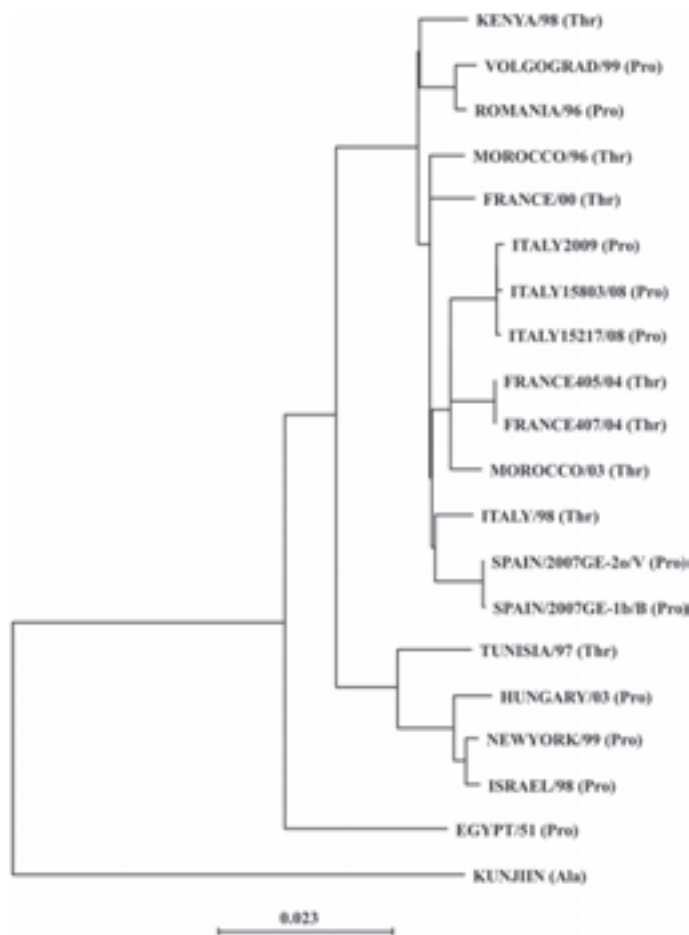 KENYA/98 (Thr)
VOLGOGRAD/99 (Pro)
ROMANIA/96 (Pro)
MOROCCO/96 (Thr)
FRANCE/00 (Thr)
ITALY2009 (Pro)
ITALY15803/08 (Pro)
ITALY15217/08 (Pro)
FRANCE405/04 (Thr)
FRANCE407/04 (Thr)
MOROCCO/03 (Thr)
ITALY/98 (Thr)
SPAIN/2007GE-2o/V (Pro)
SPAIN/2007GE-1b/B (Pro)
TUNISIA/97 (Thr)
HUNGARY/03 (Pro)
NEWYORK/99 (Pro)
ISRAEL/98 (Pro)
EGYPT/51 (Pro)
KUNJIIN (Ala)
0.023